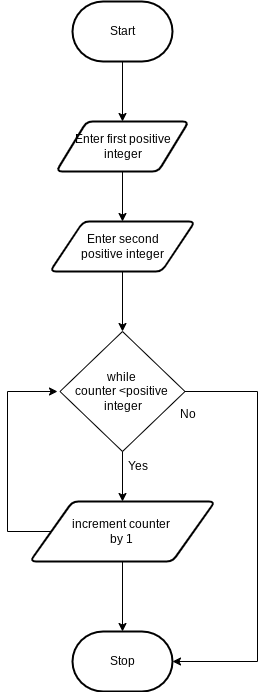 Start
Enter first positive
integer
Enter second
positive integer
while
counter <positive
integer
No
Yes
increment counter
by 1
Stop